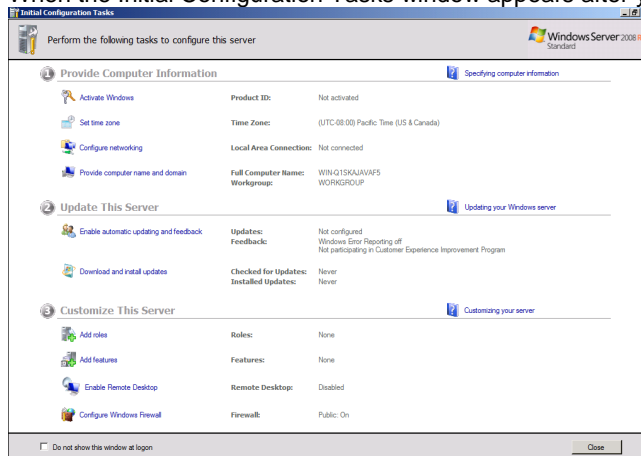 When the Initial Configuration Tasks window appears after
Initial Configuration Tasks
Perform the following tasks to configure this server
Windows Server 2008 R
Standard
1 Provide Computer Information
Specifying computer information
Activate Windows Product ID: Not activated
Set time zone Time Zone: (UTC-08:00) Pacific Time (US & Canada)
Configure networking Local Area Connection: Not connected
Provide computer name and domain Full Computer Name: WIN-Q1SKAJAVAF5
Workgroup: WORKGROUP
2 Update This Server
Updating your Windows server
Enable automatic updating and feedback Updates: Not configured
Feedback: Windows Error Reporting off
Not participating in Customer Experience Improvement Program
Download and install updates Checked for Updates: Never
Installed Updates: Never
3 Customize This Server
Customizing your server
Add roles Roles: None
Add features Features: None
Enable Remote Desktop Remote Desktop: Disabled
Configure Windows Firewall Firewall: Public: On
Do not show this window at logon Close